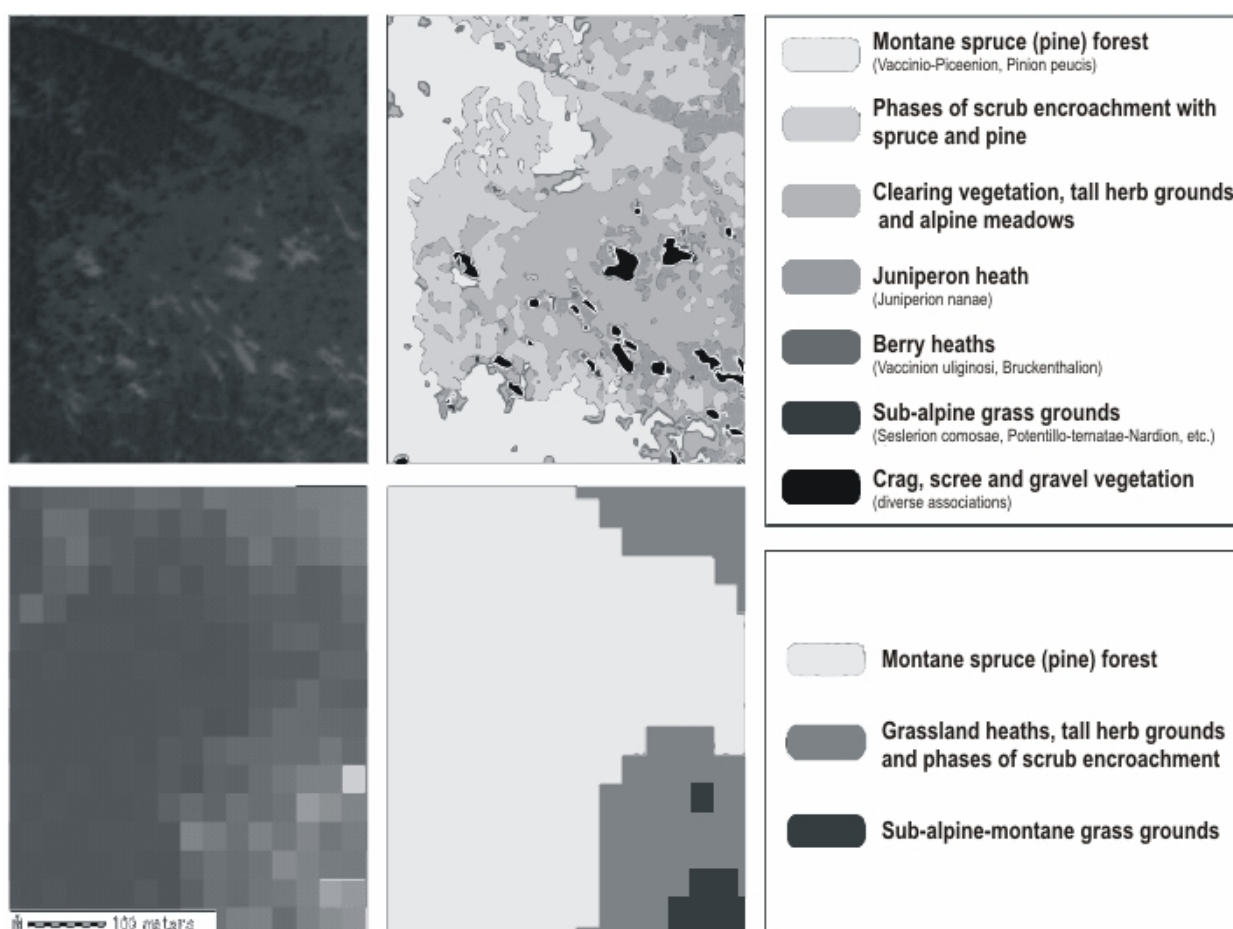 Montane spruce (pine) forest
(Vaccinio-Piceenion, Pinion peucis)
Phases of scrub encroachment with
spruce and pine
Clearing vegetation, tall herb grounds
and alpine meadows
Juniperon heath
(Juniperion nanae)
Berry heaths
(Vaccinion uliginosi, Bruckenthalion)
Sub-alpine grass grounds
(Seslerion comosae, Potentillo-ternatae-Nardion, etc.)
Crag, scree and gravel vegetation
(diverse associations)
Montane spruce (pine) forest
Grassland heaths, tall herb grounds
and phases of scrub encroachment
Sub-alpine-montane grass grounds
100 meters